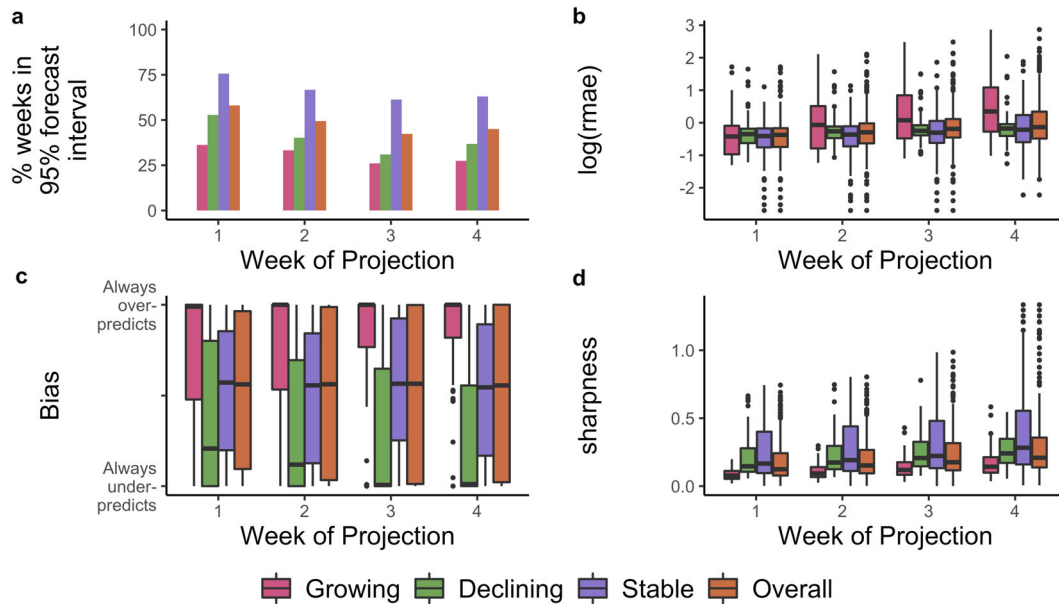 a
% weeks in
95% forecast
interval
100
75
50
25
0
1 2 3 4
Week of Projection
b
log(rmae)
3
2
1
0
-1
-2
1 2 3 4
Week of Projection
c
Bias
Always
over-
predicts
Always
under-
predicts
1 2 3 4
Week of Projection
d
sharpness
1.0
0.5
0.0
1 2 3 4
Week of Projection
Growing Declining Stable Overall